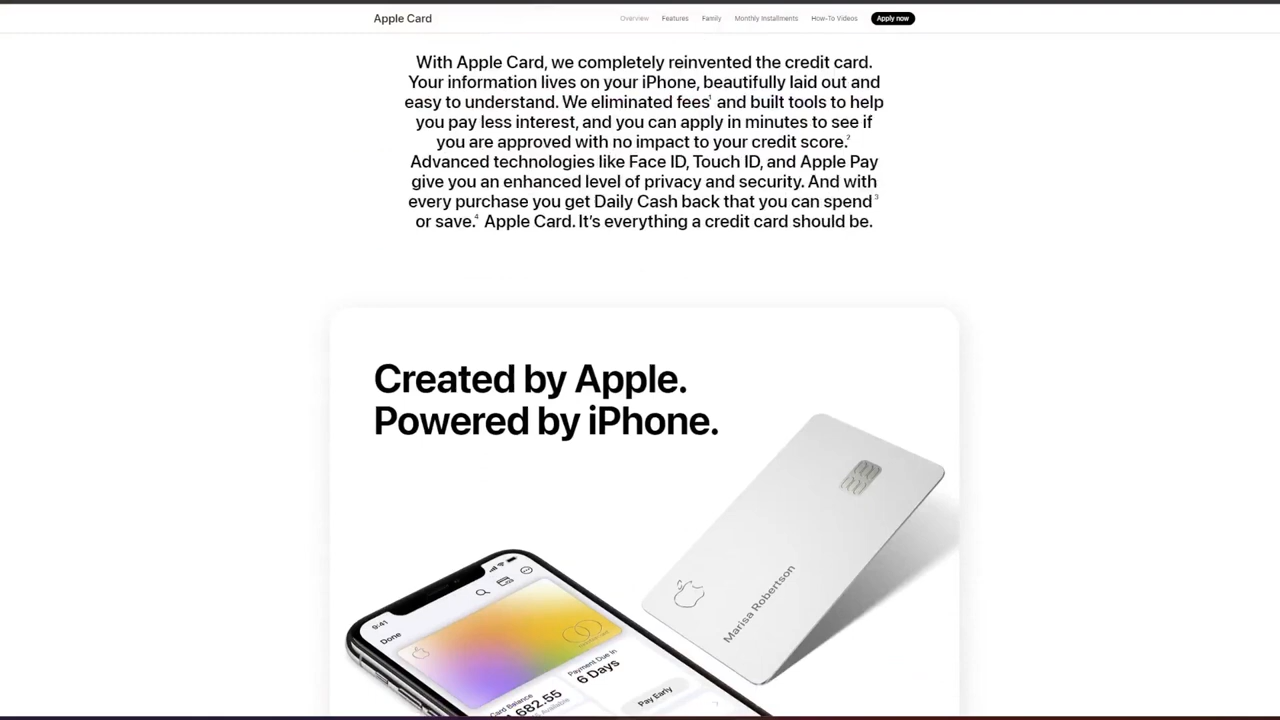 Apple Card
Overview Features Family Monthly Installments How-To Videos Apply now
With Apple Card, we completely reinvented the credit card.
Your information lives on your iPhone, beautifully laid out and
easy to understand. We eliminated fees¹ and built tools to help
you pay less interest, and you can apply in minutes to see if
you are approved with no impact to your credit score.²
Advanced technologies like Face ID, Touch ID, and Apple Pay
give you an enhanced level of privacy and security. And with
every purchase you get Daily Cash back that you can spend³
or save.⁴ Apple Card. It’s everything a credit card should be.
Created by Apple.
Powered by iPhone.
Marisa Robertson
9:41
Done
Card Balance
682.55
Available
Payment Due In
6 Days
Pay Early